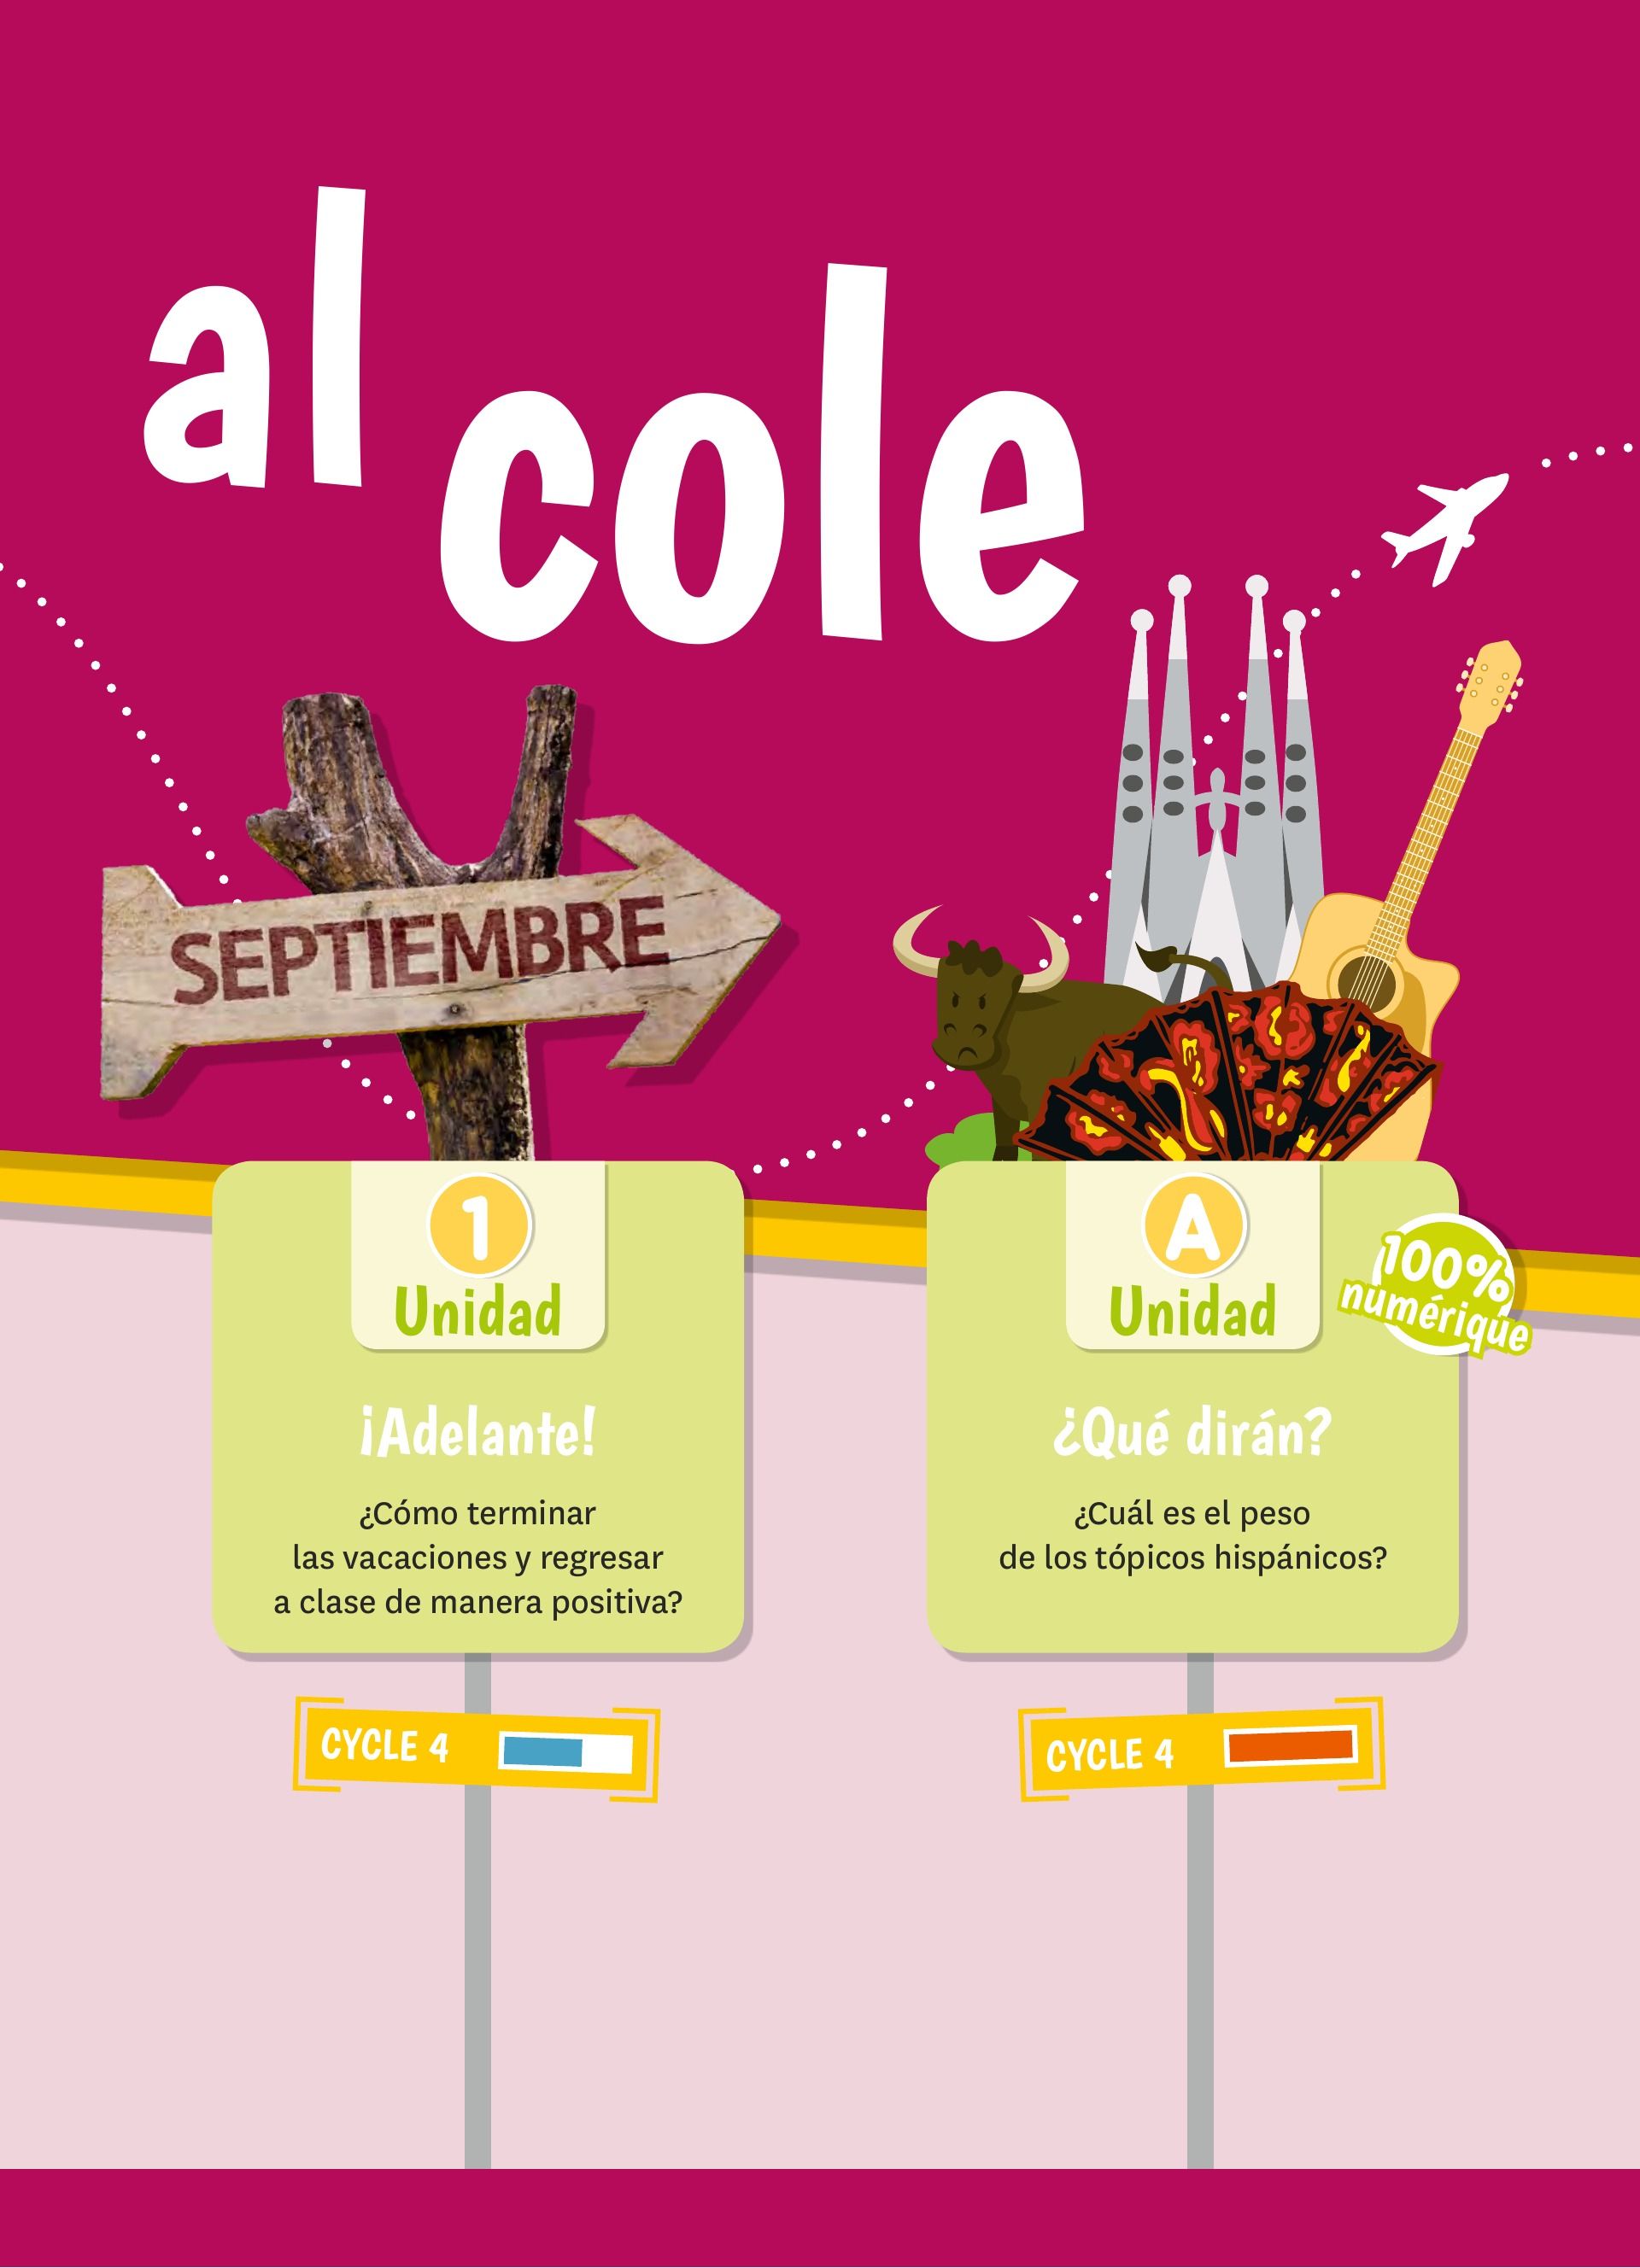 al
cole
SEPTIEMBRE
1
Unidad
¡Adelante!
¿Cómo terminar
las vacaciones y regresar
a clase de manera positiva?
CYCLE 4
A
Unidad
100%
numérique
¿Qué dirán?
¿Cuál es el peso
de los tópicos hispánicos?
CYCLE 4